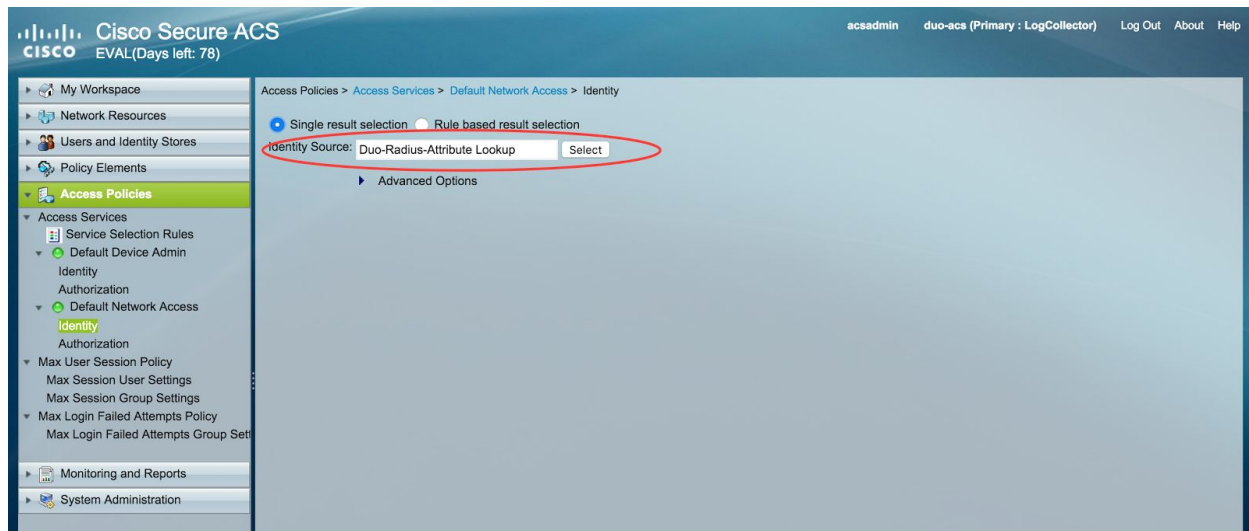 Cisco Secure ACS
CISCO EVAL(Days left: 78)
acsadmin duo-acs (Primary : LogCollector) Log Out About Help
My Workspace
Network Resources
Users and Identity Stores
Policy Elements
Access Policies
Access Services
Service Selection Rules
Default Device Admin
Identity
Authorization
Default Network Access
Identity
Authorization
Max User Session Policy
Max Session User Settings
Max Session Group Settings
Max Login Failed Attempts Policy
Max Login Failed Attempts Group Sett
Monitoring and Reports
System Administration
Access Policies > Access Services > Default Network Access > Identity
Single result selection Rule based result selection
Identity Source: Duo-Radius-Attribute Lookup Select
Advanced Options